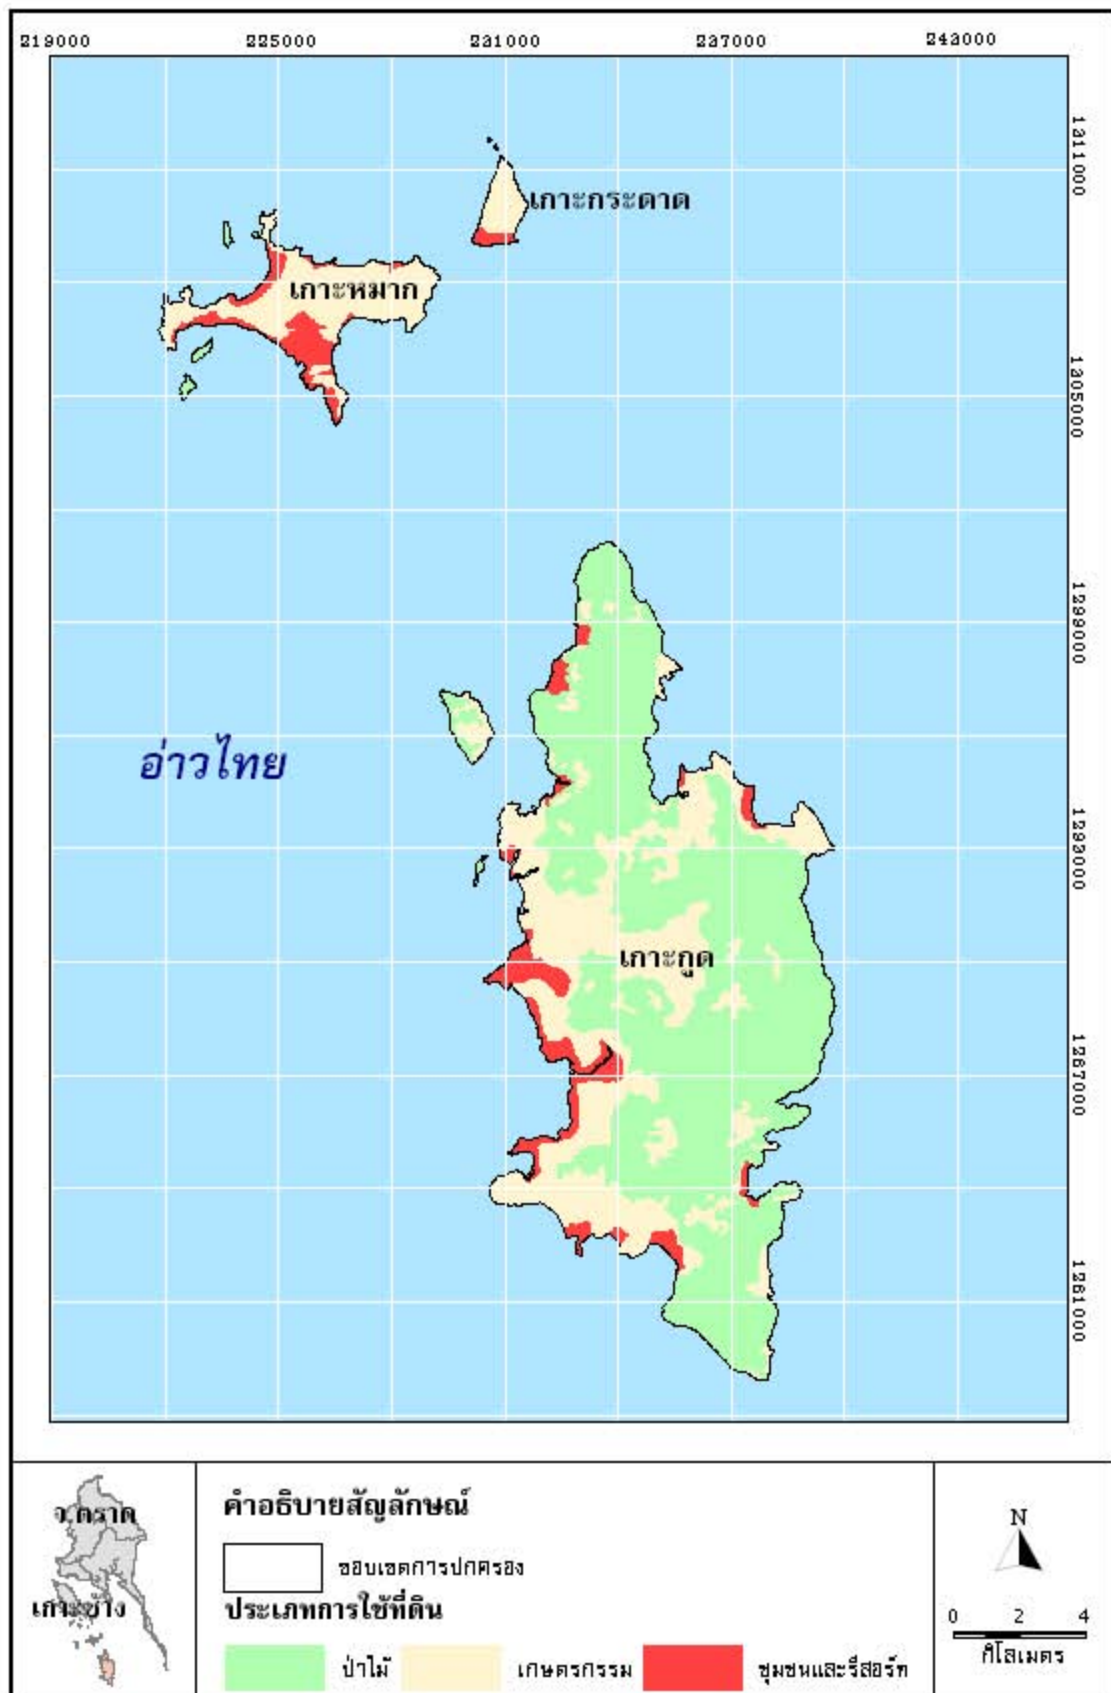 219000 225000 231000 237000 243000
1311000
เกาะกระดาด
เกาะหมาก
1305000
1299000
อ่าวไทย
1293000
เกาะกูด
1287000
1261000
จ.ตราด
เกาะช้าง
คำอธิบายสัญลักษณ์
ขอบเขตการปกครอง
ประเภทการใช้ที่ดิน
ป่าไม้ เกษตรกรรม ชุมชนและรีสอร์ท
N
0 2 4
กิโลเมตร